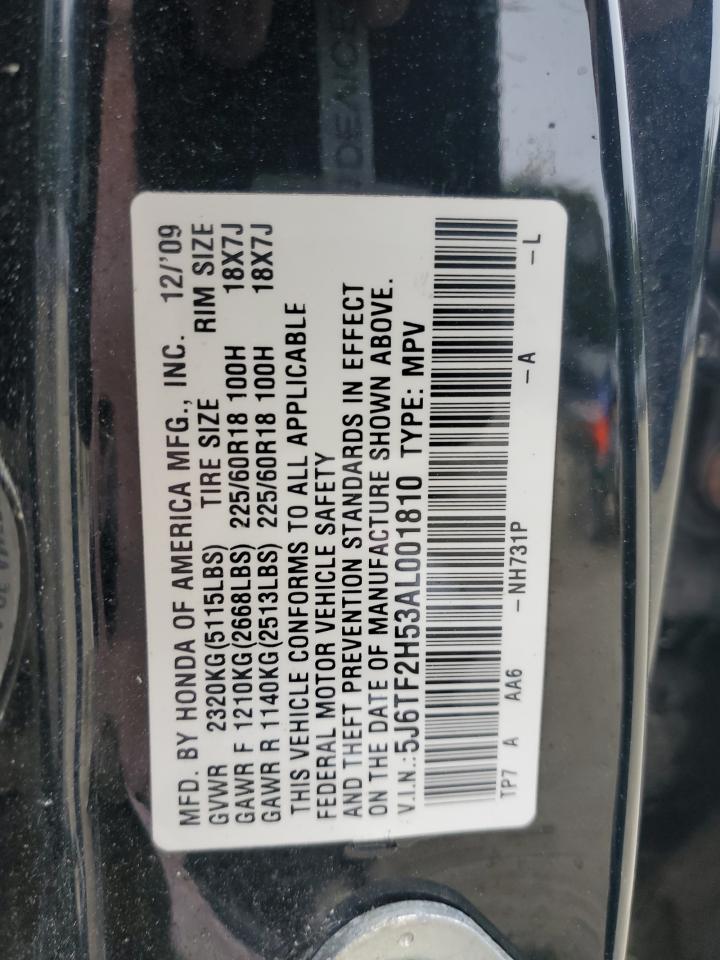 MFD. BY HONDA OF AMERICA MFG., INC. 12/'09
GVWR 2320KG(5115LBS) TIRE SIZE RIM SIZE
GAWR F 1210KG(2668LBS) 225/60R18 100H 18X7J
GAWR R 1140KG(2513LBS) 225/60R18 100H 18X7J
THIS VEHICLE CONFORMS TO ALL APPLICABLE
FEDERAL MOTOR VEHICLE SAFETY
AND THEFT PREVENTION STANDARDS IN EFFECT
ON THE DATE OF MANUFACTURE SHOWN ABOVE.
V.I.N.:5J6TF2H53AL001810 TYPE: MPV
TP7 A AA6 -NH731P -A -L